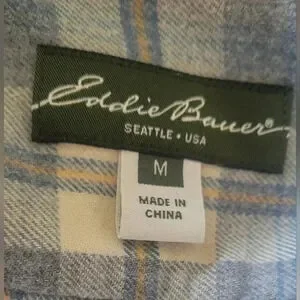 Eddie Bauer®
SEATTLE • USA
M
MADE IN
CHINA